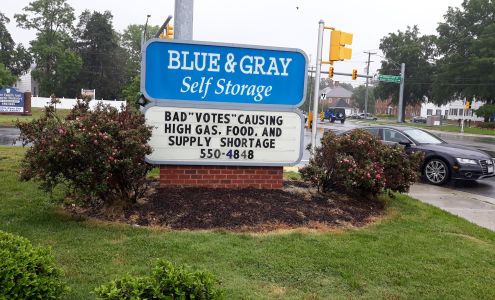 BLUE & GRAY
Self Storage
BAD"VOTES"CAUSING
HIGH GAS, FOOD, AND
SUPPLY SHORTAGE
550-4848